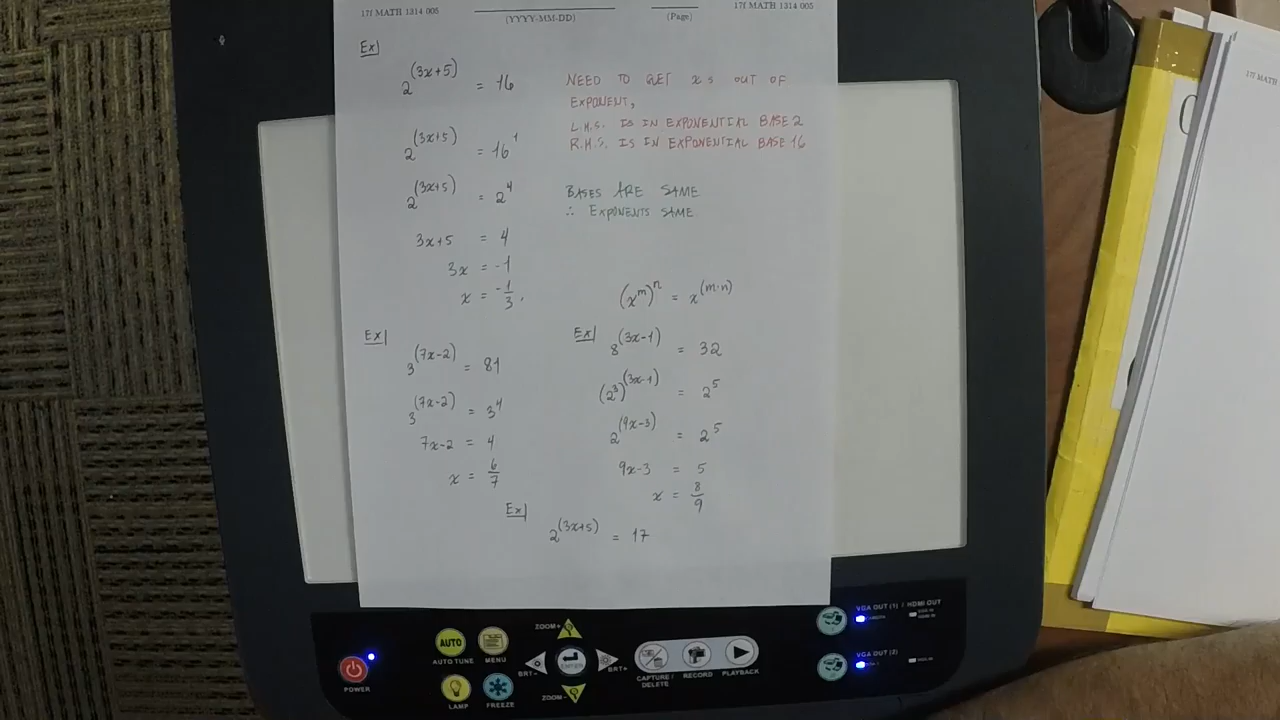 17f MATH 1314 005
(YYYY-MM-DD)
(Page)
17f MATH 1314 005
Ex|
2^(3x+5) = 16
NEED TO GET x's OUT OF
EXPONENT,
L.H.S. IS IN EXPONENTIAL BASE 2
R.H.S. IS IN EXPONENTIAL BASE 16
2^(3x+5) = 16^1
2^(3x+5) = 2^4
BASES ARE SAME
∴ EXPONENTS SAME.
3x+5 = 4
3x = -1
x = -1/3.
(x^m)^n = x^(m·n)
Ex|
3^(7x-2) = 81
3^(7x-2) = 3^4
7x-2 = 4
x = 6/7
Ex|
8^(3x-1) = 32
(2^3)^(3x-1) = 2^5
2^(9x-3) = 2^5
9x-3 = 5
x = 8/9
Ex|
2^(3x+5) = 17
17f MATH
POWER
AUTO
AUTO TUNE
MENU
LAMP
FREEZE
ZOOM+
BRT-
ENTER
BRT+
ZOOM-
CAPTURE /
DELETE
RECORD
PLAYBACK
VGA OUT (1) / HDMI OUT
VGA OUT (2)